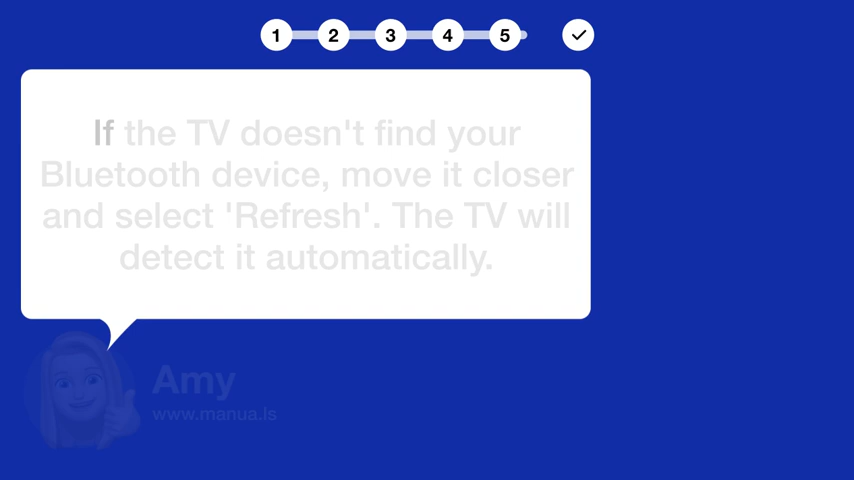 1 2 3 4 5
If the TV doesn't find your
Bluetooth device, move it closer
and select 'Refresh'. The TV will
detect it automatically.
Amy
www.manua.ls